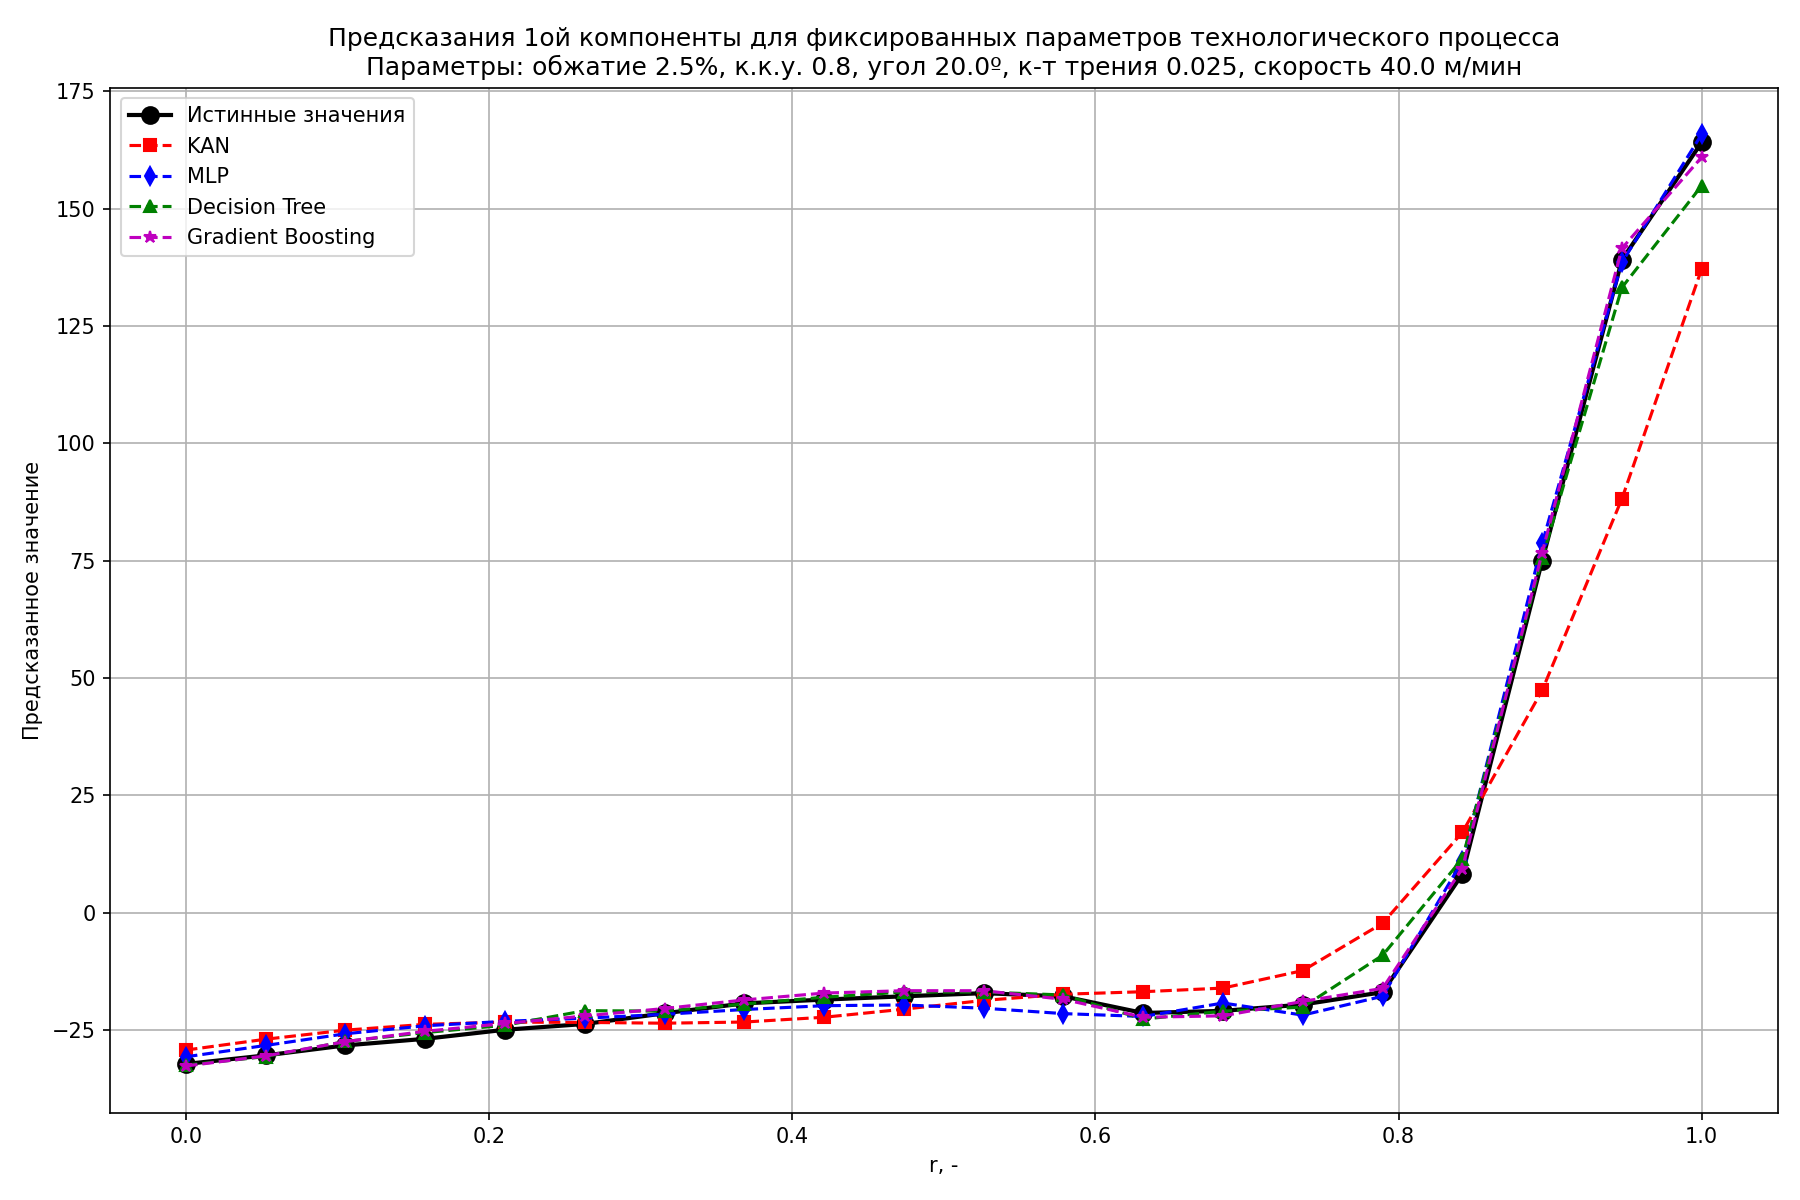 Предсказания 1ой компоненты для фиксированных параметров технологического процесса
Параметры: обжатие 2.5%, к.к.у. 0.8, угол 20.0º, к-т трения 0.025, скорость 40.0 м/мин
Истинные значения
KAN
MLP
Decision Tree
Gradient Boosting
Предсказанное значение
175
150
125
100
75
50
25
0
−25
0.0
0.2
0.4
0.6
0.8
1.0
r, -